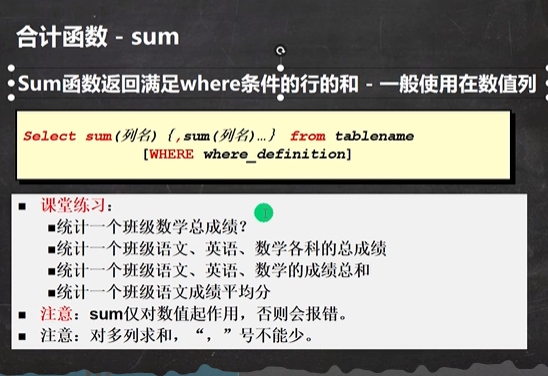 合计函数 - sum
Sum函数返回满足where条件的行的和 - 一般使用在数值列
Select sum(列名) {,sum(列名)…} from tablename
[WHERE where_definition]
■ 课堂练习:
■统计一个班级数学总成绩?
■统计一个班级语文、英语、数学各科的总成绩
■统计一个班级语文、英语、数学的成绩总和
■统计一个班级语文成绩平均分
■ 注意:sum仅对数值起作用,否则会报错。
■ 注意:对多列求和,“,”号不能少。